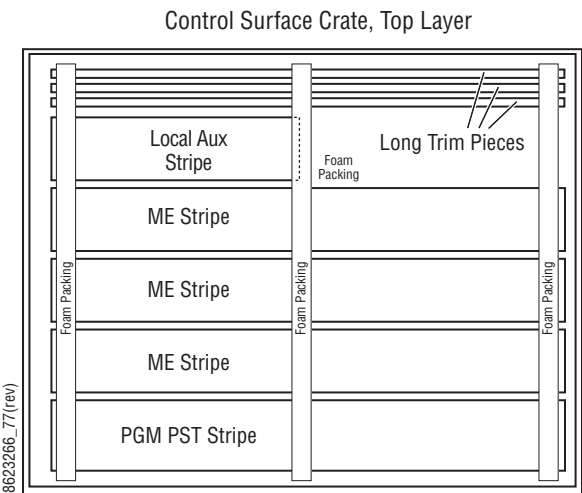 Control Surface Crate, Top Layer
Local Aux
Stripe
Long Trim Pieces
Foam
Packing
ME Stripe
Foam Packing
Foam Packing
Foam Packing
ME Stripe
ME Stripe
PGM PST Stripe
8623266_77(rev)